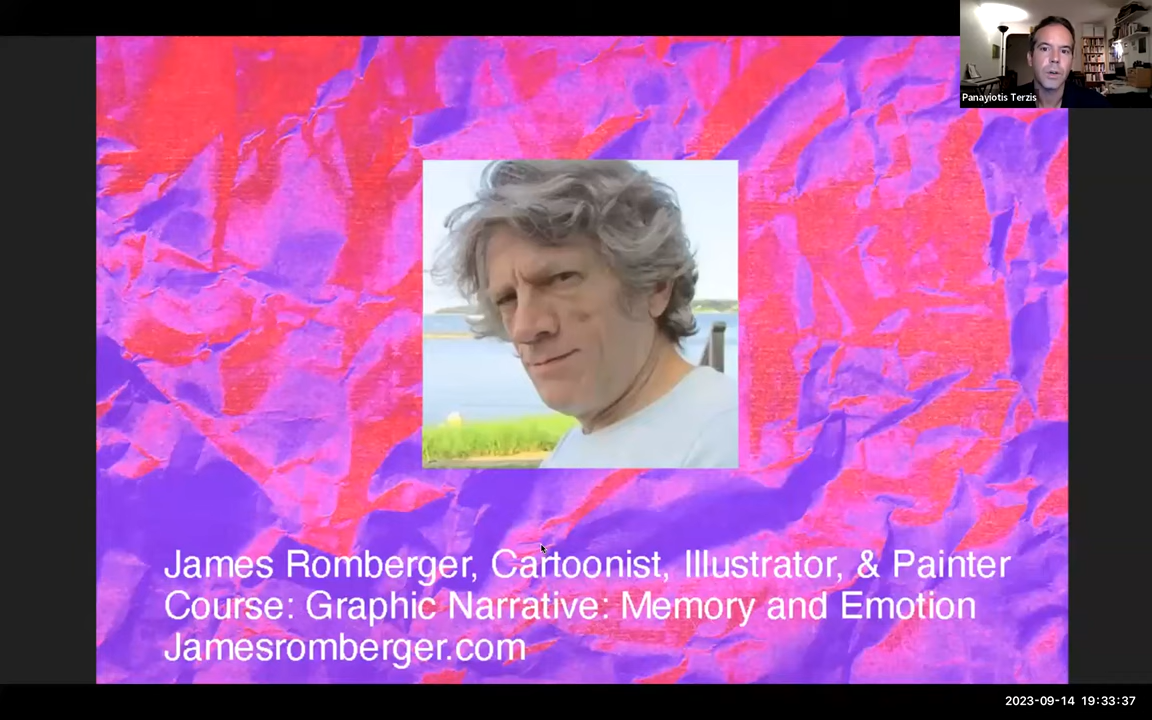 Panayiotis Terzis
James Romberger, Cartoonist, Illustrator, & Painter
Course: Graphic Narrative: Memory and Emotion
Jamesromberger.com
2023-09-14 19:33:37